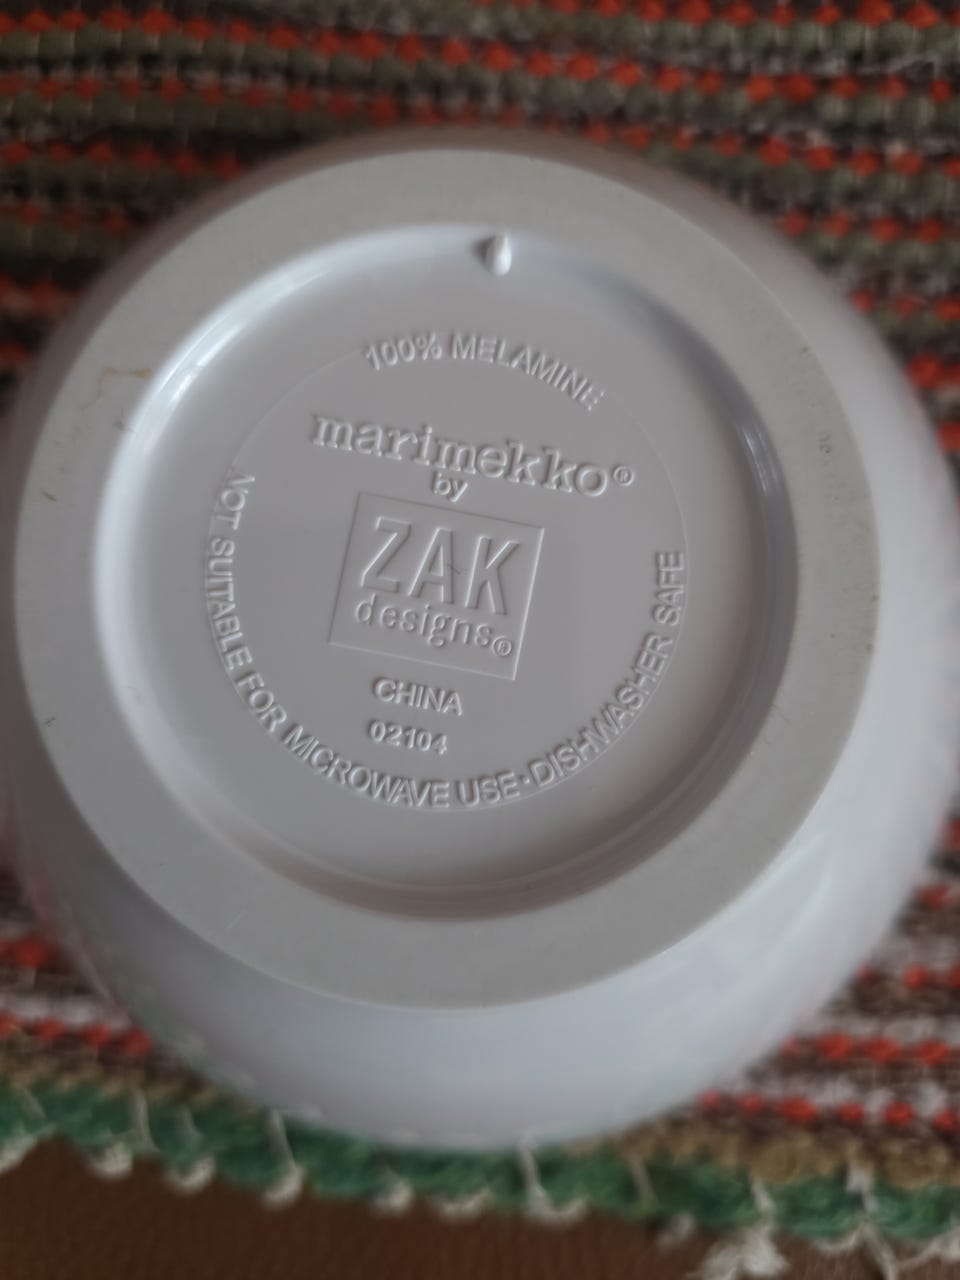 100% MELAMINE
marimekko®
by
ZAK
designs®
CHINA
02104
NOT SUITABLE FOR MICROWAVE USE · DISHWASHER SAFE